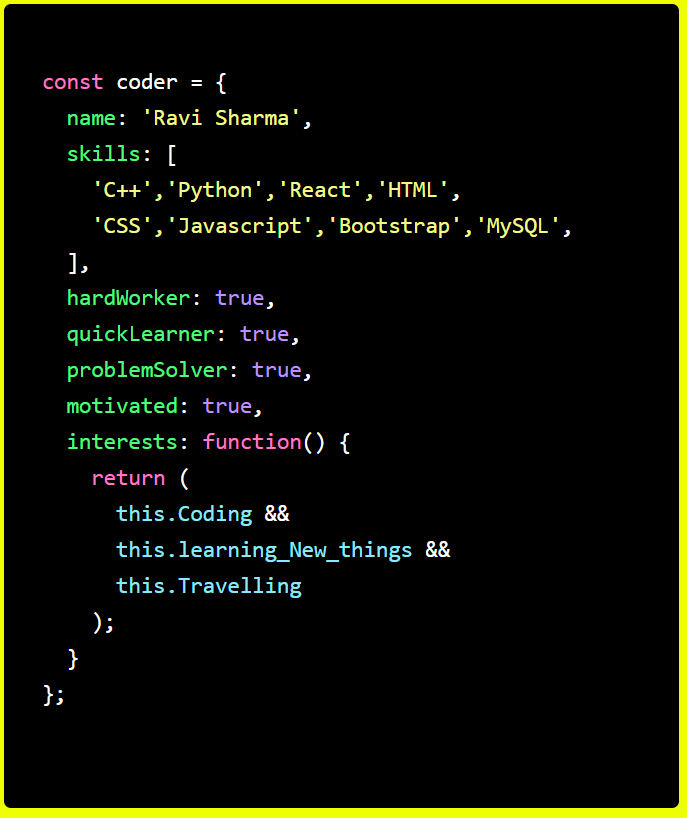 const coder = {
  name: 'Ravi Sharma',
  skills: [
    'C++','Python','React','HTML',
    'CSS','Javascript','Bootstrap','MySQL',
  ],
  hardWorker: true,
  quickLearner: true,
  problemSolver: true,
  motivated: true,
  interests: function() {
    return (
      this.Coding &&
      this.learning_New_things &&
      this.Travelling
    );
  }
};